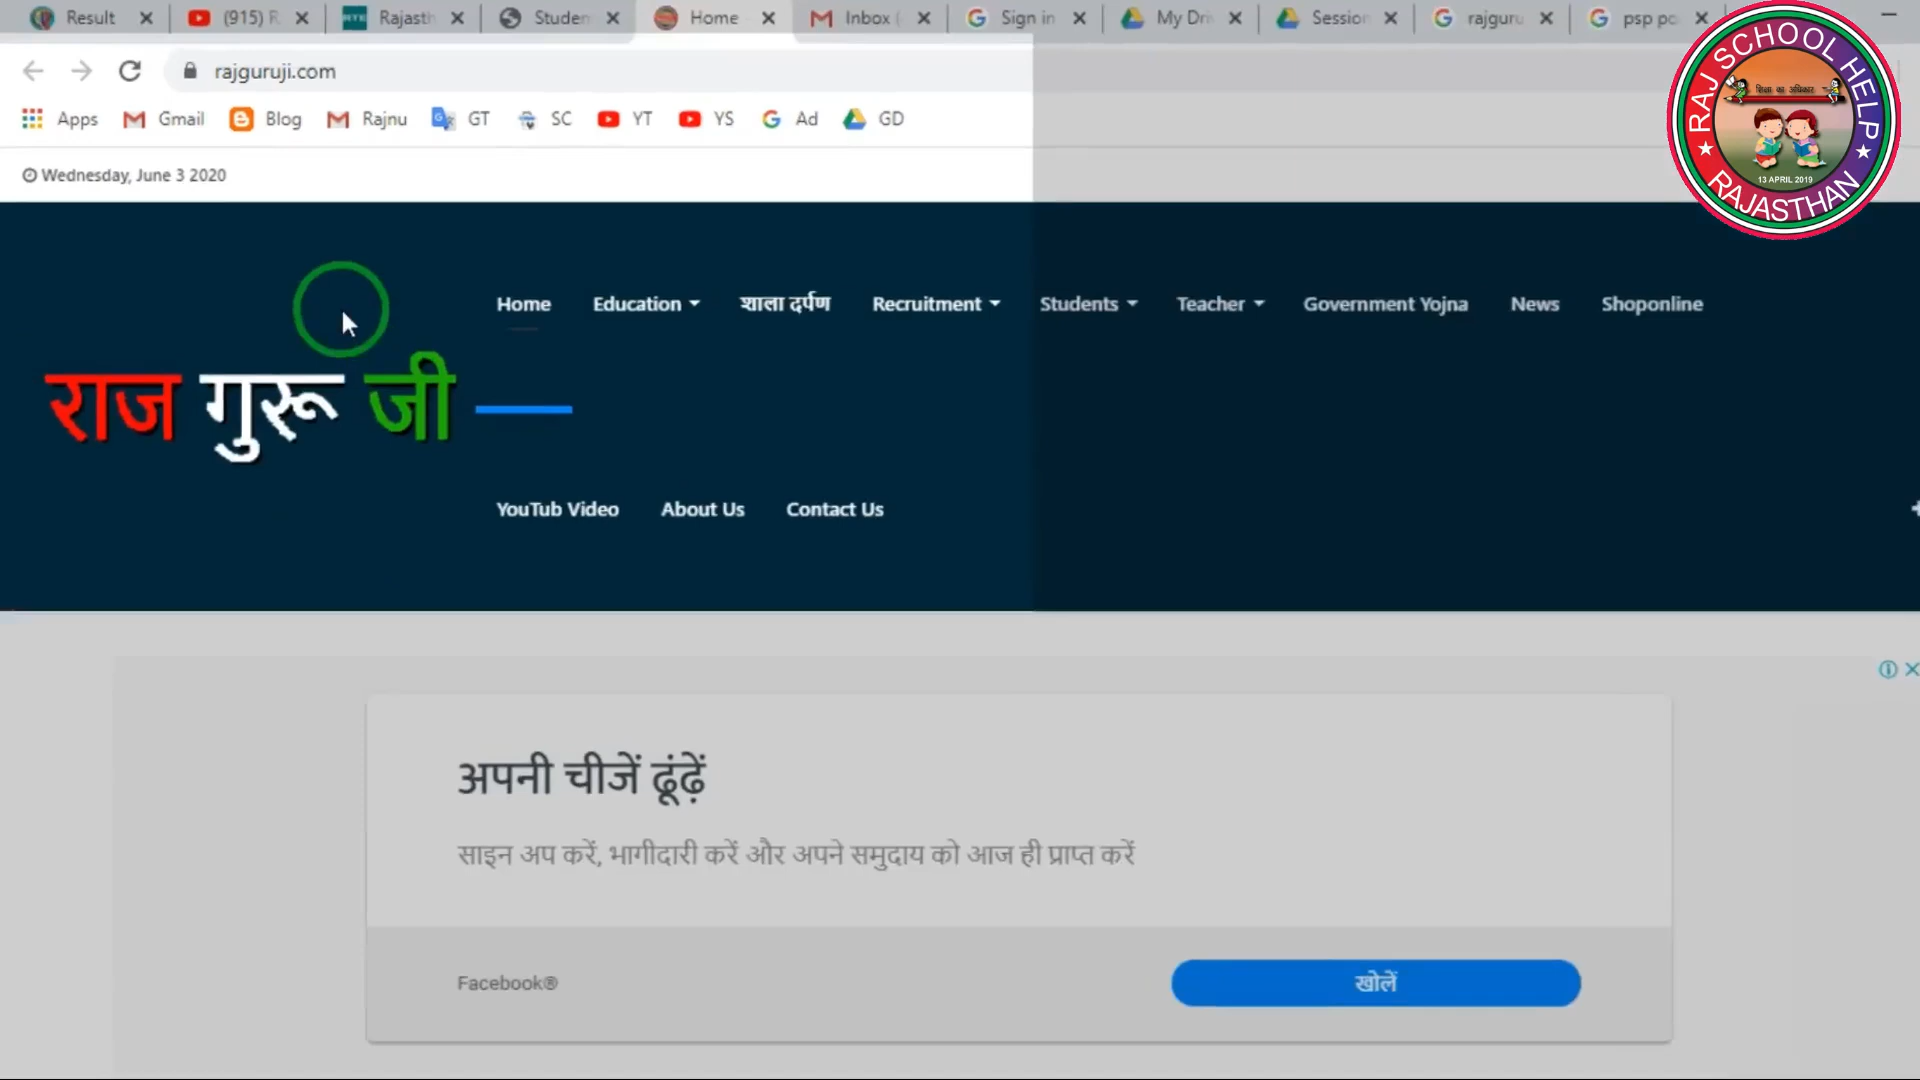 Result (915) R Rajasth Studen Home Inbox ( Sign in My Dri Session rajguru psp po
rajguruji.com
Apps Gmail Blog Rajnu GT SC YT YS Ad GD
Wednesday, June 3 2020
RAJ SCHOOL HELP
शिक्षा का अधिकार
13 APRIL 2019
RAJASTHAN
Home Education शाला दर्पण Recruitment Students Teacher Government Yojna News Shoponline
राज गुरू जी
YouTub Video About Us Contact Us
अपनी चीजें ढूंढ़ें
साइन अप करें, भागीदारी करें और अपने समुदाय को आज ही प्राप्त करें
Facebook® खोलें